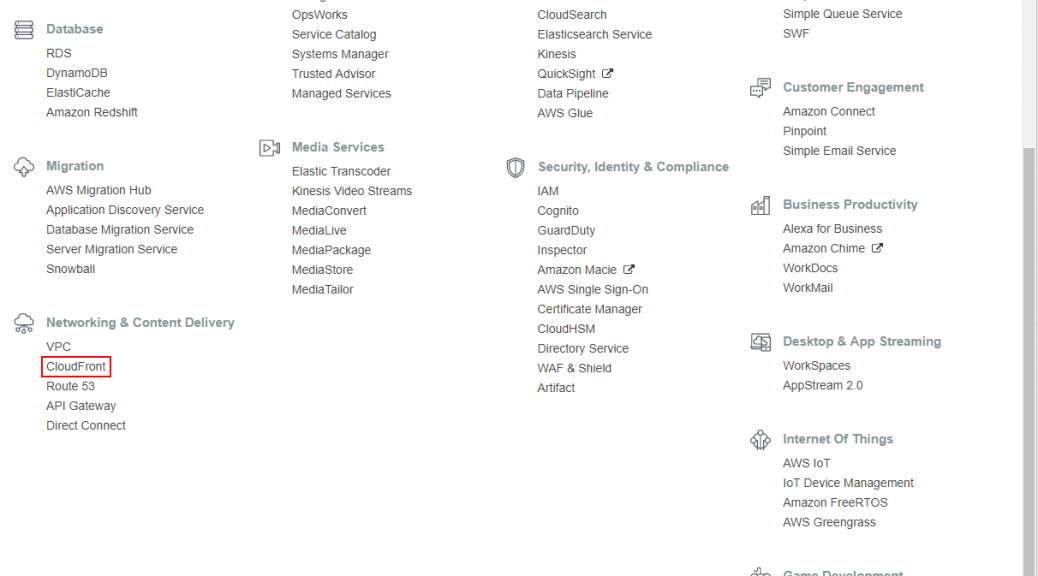 Database
RDS
DynamoDB
ElastiCache
Amazon Redshift
Migration
AWS Migration Hub
Application Discovery Service
Database Migration Service
Server Migration Service
Snowball
Networking & Content Delivery
VPC
CloudFront
Route 53
API Gateway
Direct Connect
OpsWorks
Service Catalog
Systems Manager
Trusted Advisor
Managed Services
Media Services
Elastic Transcoder
Kinesis Video Streams
MediaConvert
MediaLive
MediaPackage
MediaStore
MediaTailor
CloudSearch
Elasticsearch Service
Kinesis
QuickSight
Data Pipeline
AWS Glue
Security, Identity & Compliance
IAM
Cognito
GuardDuty
Inspector
Amazon Macie
AWS Single Sign-On
Certificate Manager
CloudHSM
Directory Service
WAF & Shield
Artifact
Simple Queue Service
SWF
Customer Engagement
Amazon Connect
Pinpoint
Simple Email Service
Business Productivity
Alexa for Business
Amazon Chime
WorkDocs
WorkMail
Desktop & App Streaming
WorkSpaces
AppStream 2.0
Internet Of Things
AWS IoT
IoT Device Management
Amazon FreeRTOS
AWS Greengrass
Game Development